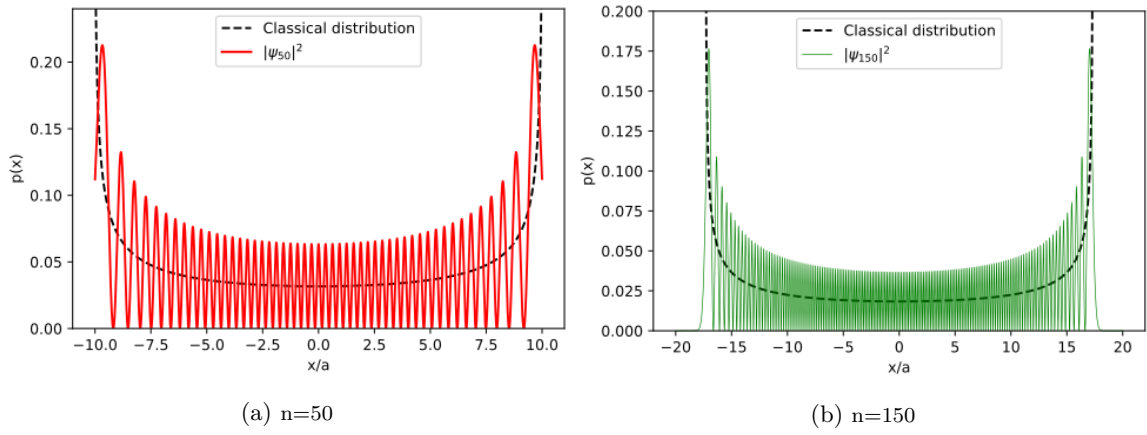 Classical distribution
|ψ₅₀|²
0.20
0.15
0.10
0.05
0.00
p(x)
−10.0 −7.5 −5.0 −2.5 0.0 2.5 5.0 7.5 10.0
x/a
(a) n=50
Classical distribution
|ψ₁₅₀|²
0.200
0.175
0.150
0.125
0.100
0.075
0.050
0.025
0.000
p(x)
−20 −15 −10 −5 0 5 10 15 20
x/a
(b) n=150